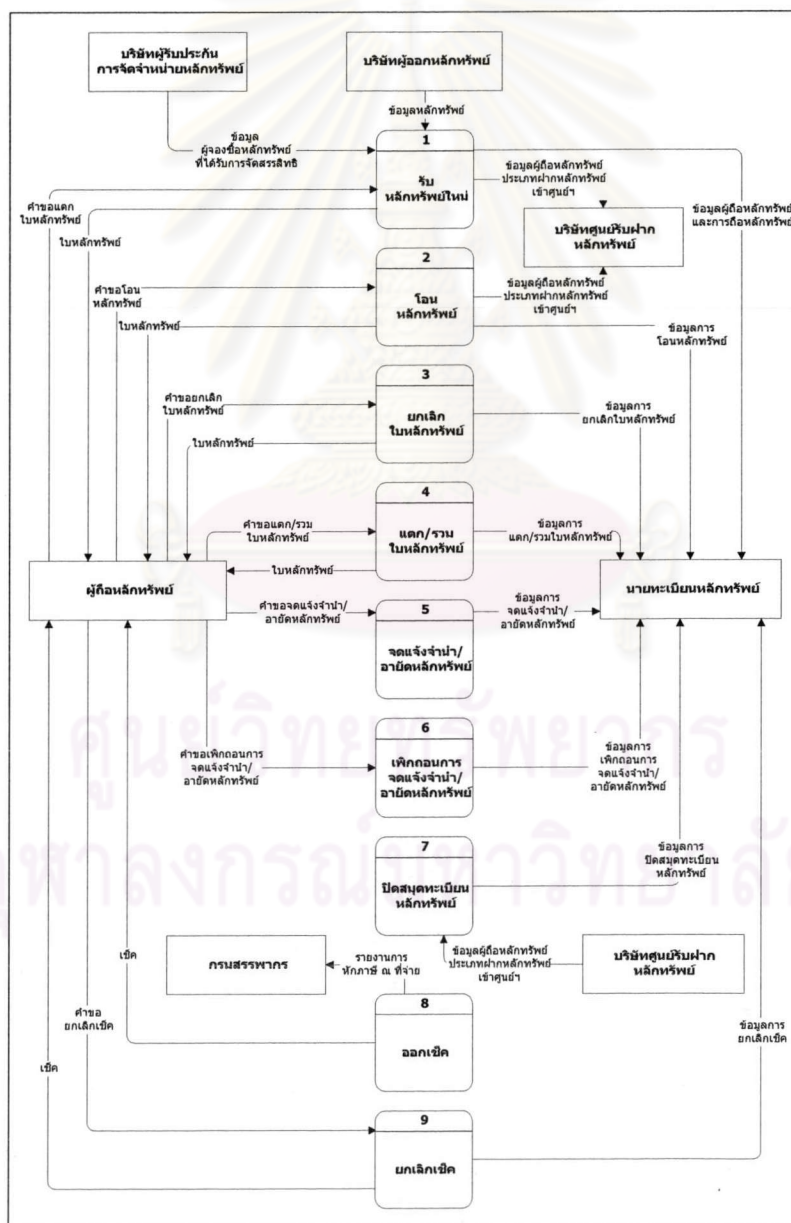 บริษัทผู้รับประกัน
การจัดจำหน่ายหลักทรัพย์
บริษัทผู้ออกหลักทรัพย์
ข้อมูลหลักทรัพย์
ข้อมูล
ผู้จองซื้อหลักทรัพย์
ที่ได้รับการจัดสรรสิทธิ
1
รับ
หลักทรัพย์ใหม่
ข้อมูลผู้ถือหลักทรัพย์
ประเภทฝากหลักทรัพย์
เข้าศูนย์ฯ
คำขอแตก
ใบหลักทรัพย์
ใบหลักทรัพย์
ข้อมูลผู้ถือหลักทรัพย์
และการถือหลักทรัพย์
บริษัทศูนย์รับฝาก
หลักทรัพย์
2
โอน
หลักทรัพย์
คำขอโอน
หลักทรัพย์
ใบหลักทรัพย์
ข้อมูลผู้ถือหลักทรัพย์
ประเภทฝากหลักทรัพย์
เข้าศูนย์ฯ
ข้อมูลการ
โอนหลักทรัพย์
3
ยกเลิก
ใบหลักทรัพย์
คำขอยกเลิก
ใบหลักทรัพย์
ใบหลักทรัพย์
ข้อมูลการ
ยกเลิกใบหลักทรัพย์
4
แตก/รวม
ใบหลักทรัพย์
คำขอแตก/รวม
ใบหลักทรัพย์
ใบหลักทรัพย์
ข้อมูลการ
แตก/รวมใบหลักทรัพย์
ผู้ถือหลักทรัพย์
นายทะเบียนหลักทรัพย์
5
จดแจ้งจำนำ/
อายัดหลักทรัพย์
คำขอจดแจ้งจำนำ/
อายัดหลักทรัพย์
ข้อมูลการ
จดแจ้งจำนำ/
อายัดหลักทรัพย์
6
เพิกถอนการ
จดแจ้งจำนำ/
อายัดหลักทรัพย์
คำขอเพิกถอนการ
จดแจ้งจำนำ/
อายัดหลักทรัพย์
ข้อมูลการ
เพิกถอนการ
จดแจ้งจำนำ/
อายัดหลักทรัพย์
ศูนย์วิทยทรัพยากร
7
ปิดสมุดทะเบียน
หลักทรัพย์
ข้อมูลการ
ปิดสมุดทะเบียน
หลักทรัพย์
จุฬาลงกรณ์มหาวิทยาลัย
กรมสรรพากร
รายงานการ
หักภาษี ณ ที่จ่าย
ข้อมูลผู้ถือหลักทรัพย์
ประเภทฝากหลักทรัพย์
เข้าศูนย์ฯ
บริษัทศูนย์รับฝาก
หลักทรัพย์
เช็ค
8
ออกเช็ค
คำขอ
ยกเลิกเช็ค
เช็ค
ข้อมูลการ
ยกเลิกเช็ค
9
ยกเลิกเช็ค